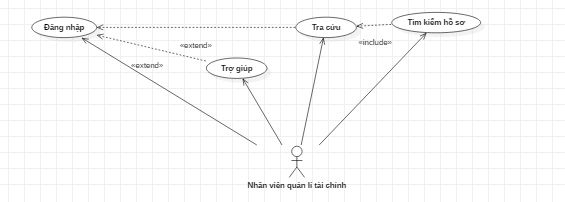 Đăng nhập
Tra cứu
Tìm kiếm hồ sơ
«extend»
«include»
Trợ giúp
«extend»
Nhân viên quản lí tài chính